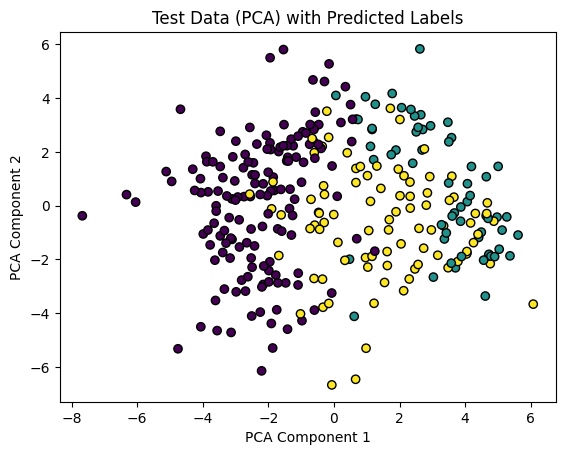 Test Data (PCA) with Predicted Labels
6
4
2
0
−2
−4
−6
PCA Component 2
−8 −6 −4 −2 0 2 4 6
PCA Component 1